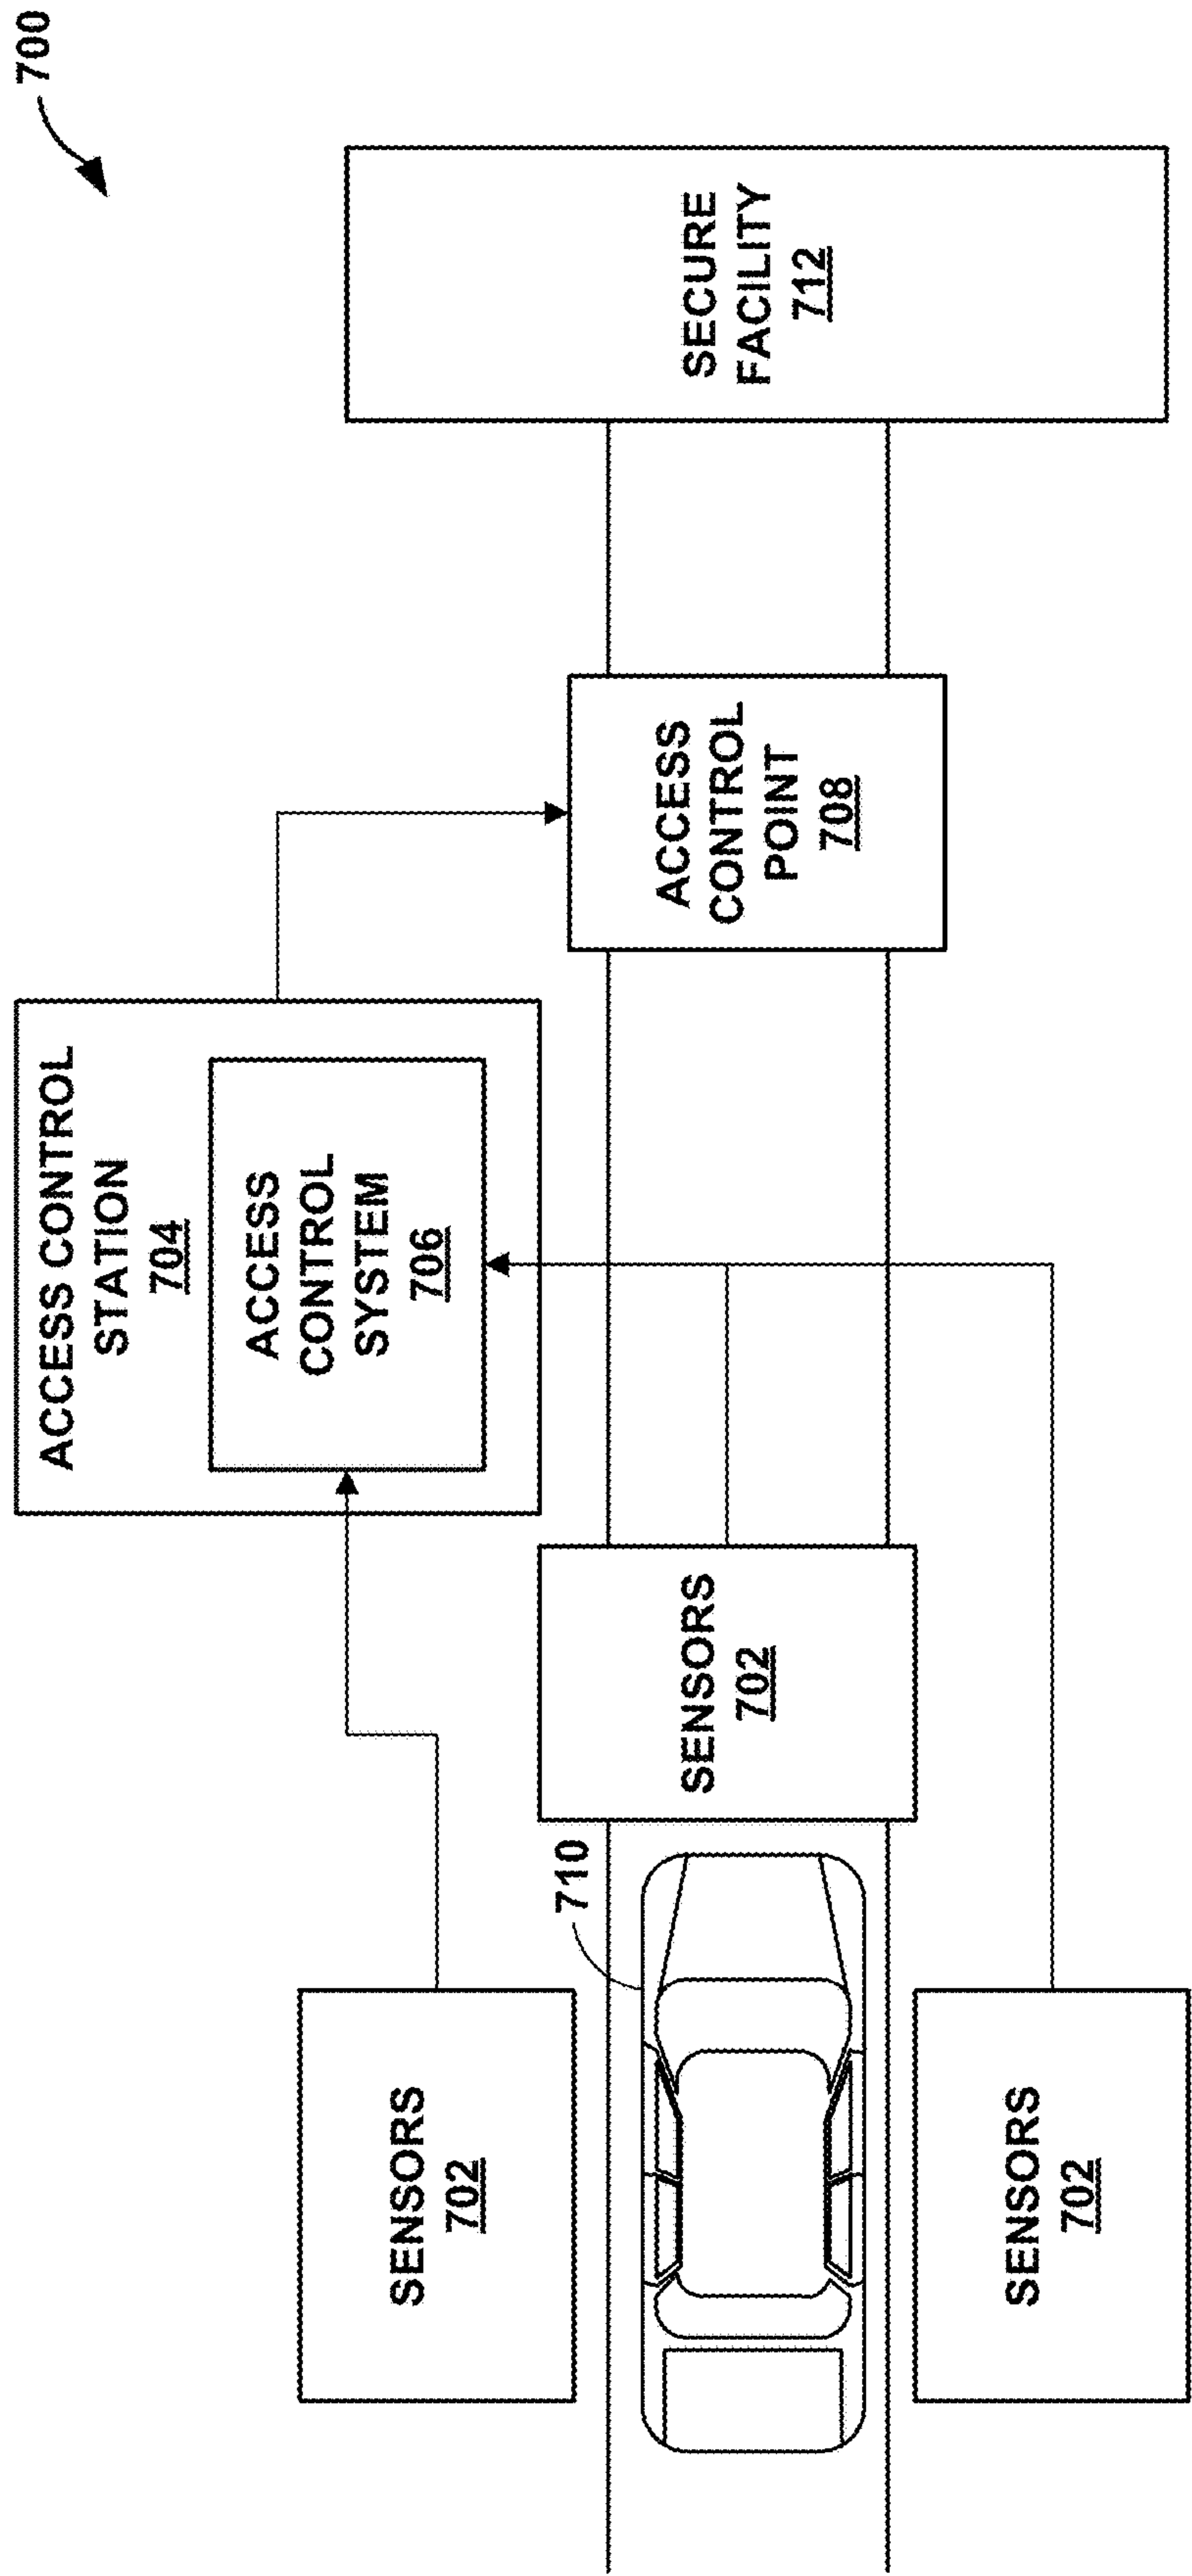 700
ACCESS CONTROL
STATION
704
ACCESS
CONTROL
SYSTEM
706
SENSORS
702
710
SENSORS
702
SENSORS
702
ACCESS
CONTROL
POINT
708
SECURE
FACILITY
712